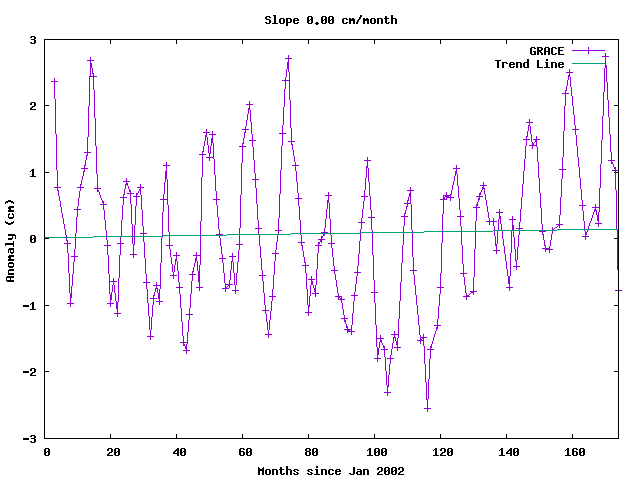 Slope 0.00 cm/month
GRACE
Trend Line
Anomaly (cm)
3
2
1
0
-1
-2
-3
0 20 40 60 80 100 120 140 160
Months since Jan 2002